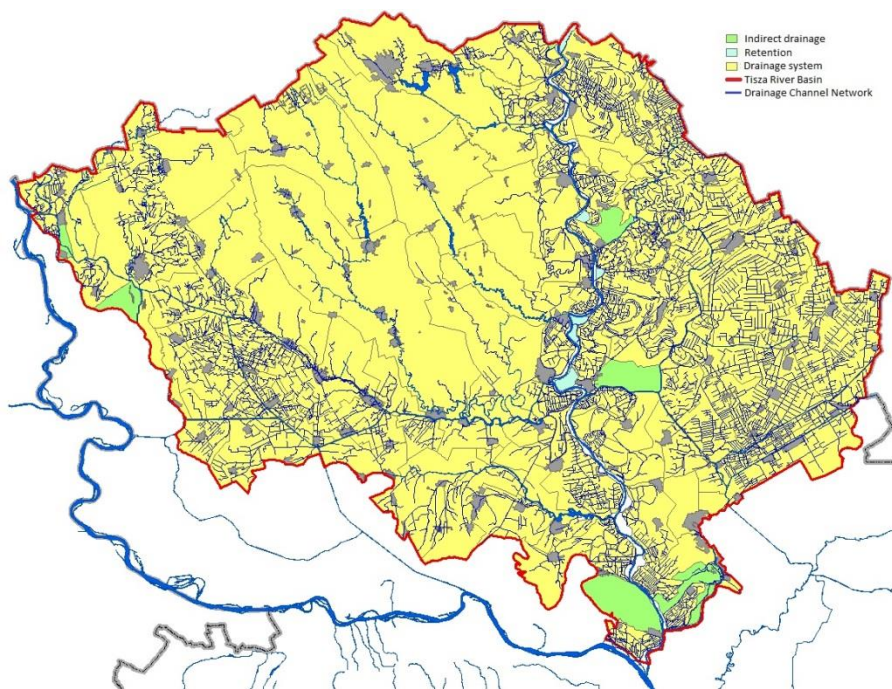 Indirect drainage
Retention
Drainage system
Tisza River Basin
Drainage Channel Network